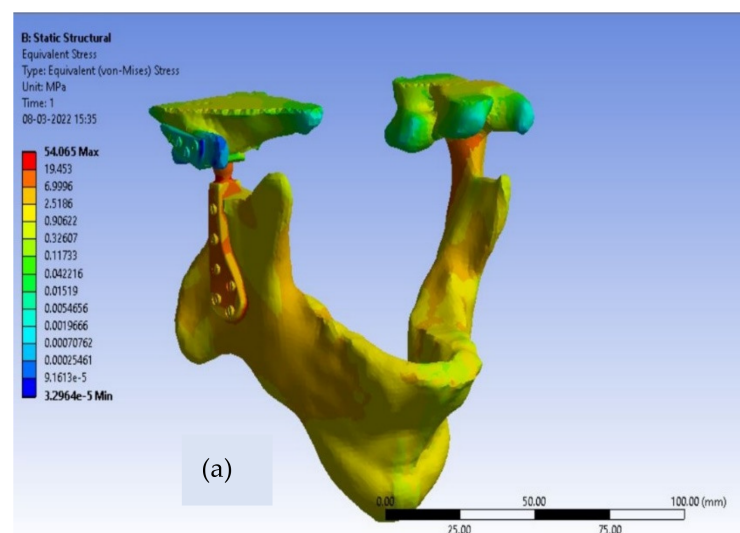 B: Static Structural
Equivalent Stress
Type: Equivalent (von-Mises) Stress
Unit: MPa
Time: 1
08-03-2022 15:35
54.065 Max
19.453
6.9996
2.5186
0.90622
0.32607
0.11733
0.042216
0.01519
0.0054656
0.0019666
0.00070762
0.00025461
9.1613e-5
3.2964e-5 Min
(a)
0.00 50.00 100.00 (mm)
25.00 75.00